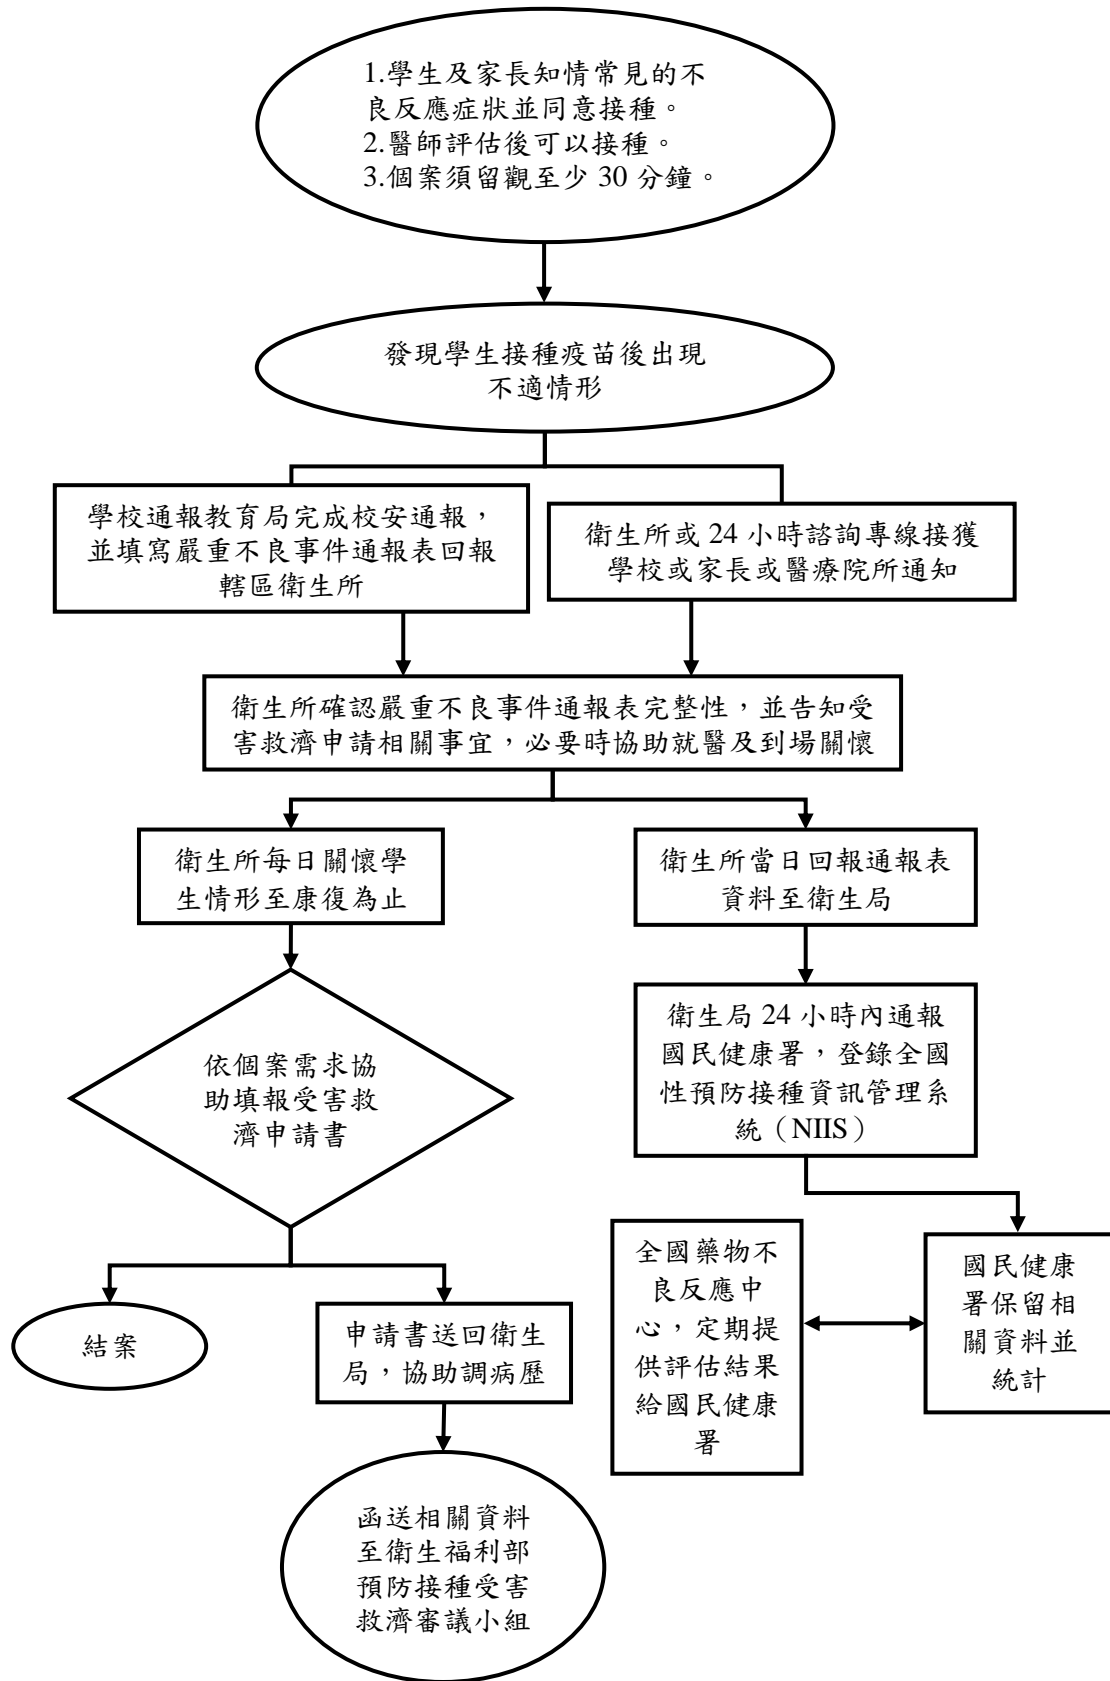 1.學生及家長知情常見的不
良反應症狀並同意接種。
2.醫師評估後可以接種。
3.個案須留觀至少 30 分鐘。
發現學生接種疫苗後出現
不適情形
學校通報教育局完成校安通報，
並填寫嚴重不良事件通報表回報
轄區衛生所
衛生所或 24 小時諮詢專線接獲
學校或家長或醫療院所通知
衛生所確認嚴重不良事件通報表完整性，並告知受
害救濟申請相關事宜，必要時協助就醫及到場關懷
衛生所每日關懷學
生情形至康復為止
衛生所當日回報通報表
資料至衛生局
依個案需求協
助填報受害救
濟申請書
衛生局 24 小時內通報
國民健康署，登錄全國
性預防接種資訊管理系
統（NIIS）
結案
申請書送回衛生
局，協助調病歷
全國藥物不
良反應中
心，定期提
供評估結果
給國民健康
署
國民健康
署保留相
關資料並
統計
函送相關資料
至衛生福利部
預防接種受害
救濟審議小組